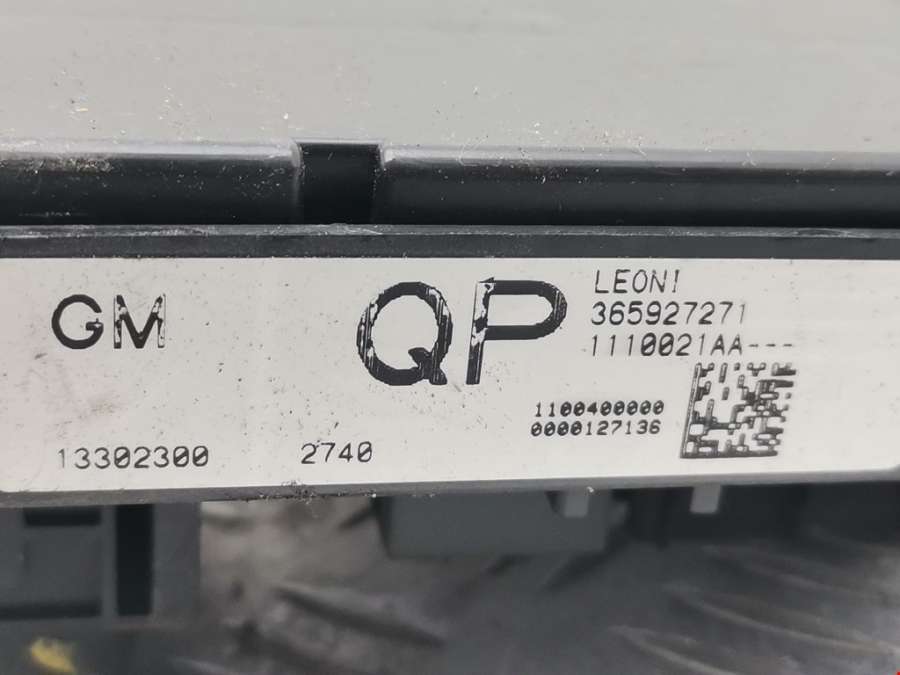 GM
QP
LEONI
365927271
1110021AA---
1100400000
0000127136
13302300
2740